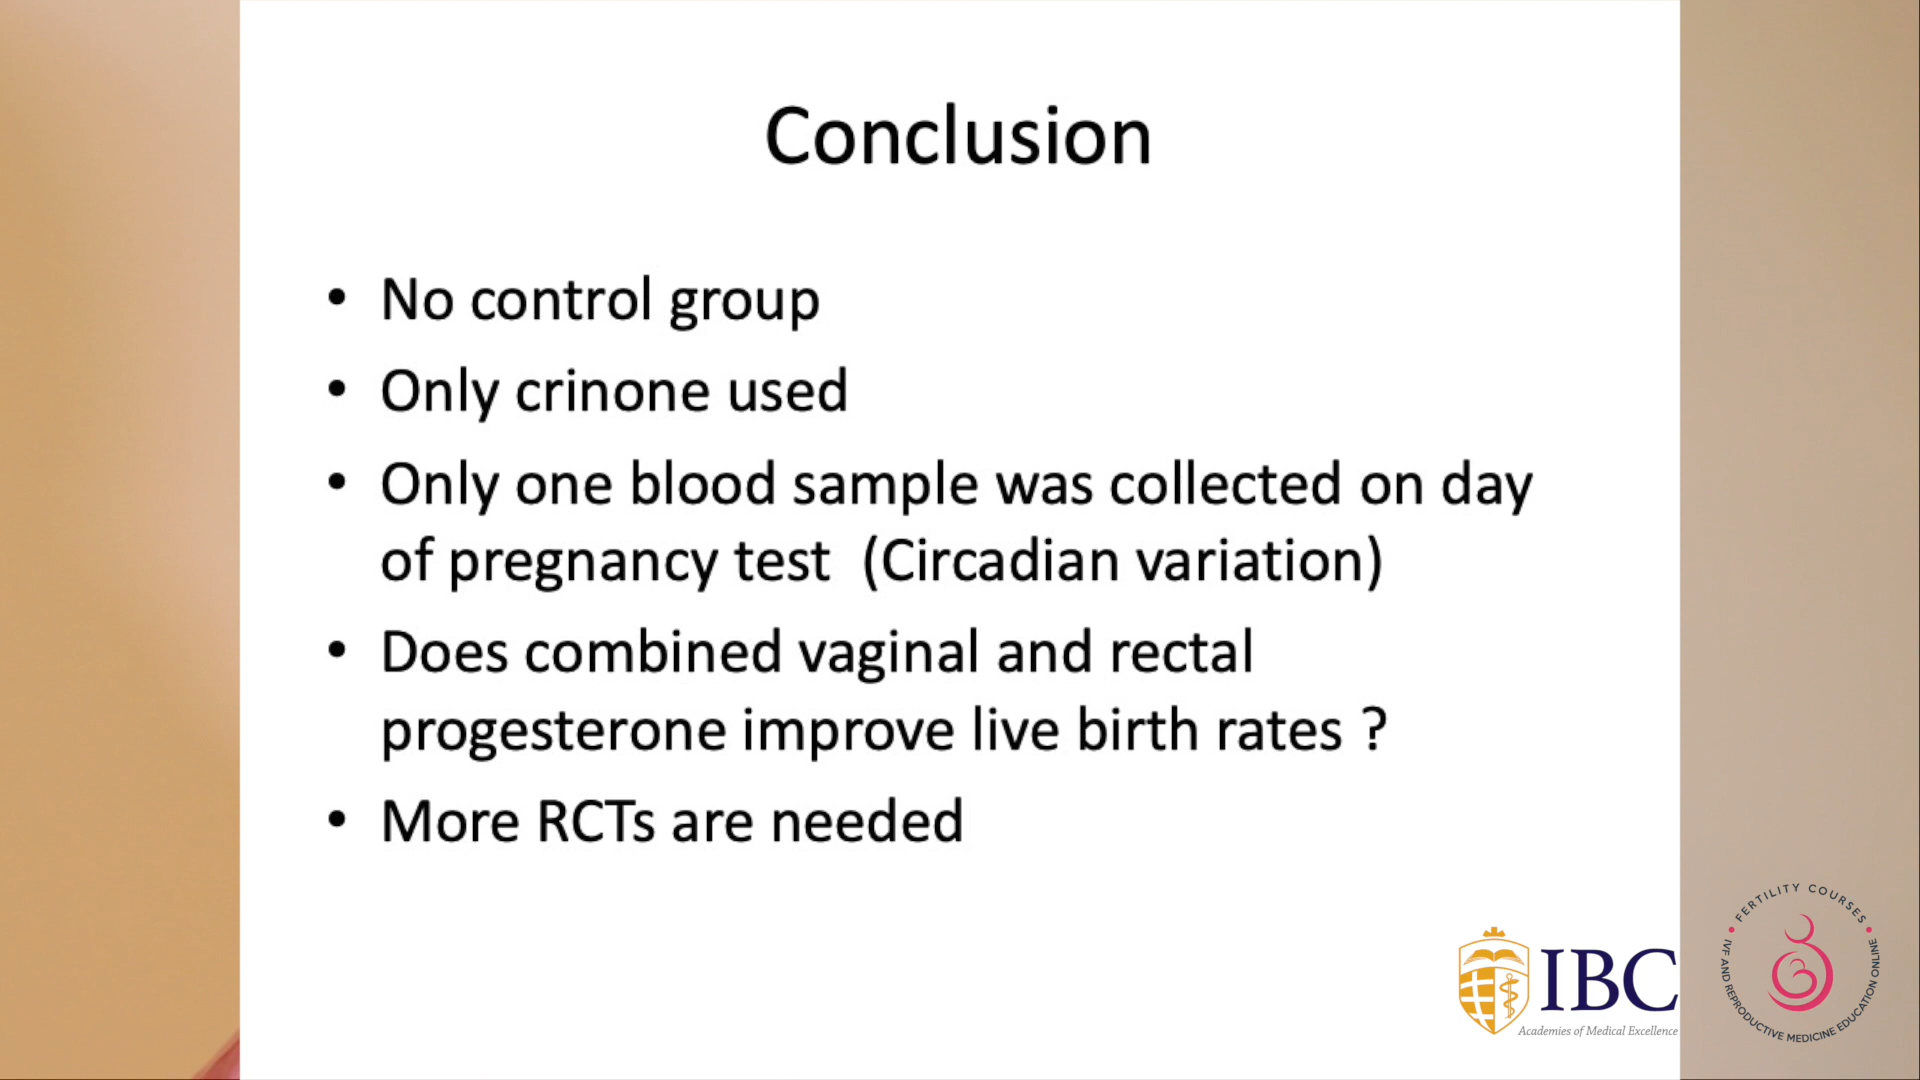 Conclusion
• No control group
• Only crinone used
• Only one blood sample was collected on day
of pregnancy test (Circadian variation)
• Does combined vaginal and rectal
progesterone improve live birth rates ?
• More RCTs are needed
IBC
Academies of Medical Excellence
• FERTILITY COURSES •
IVF AND REPRODUCTIVE MEDICINE EDUCATION ONLINE